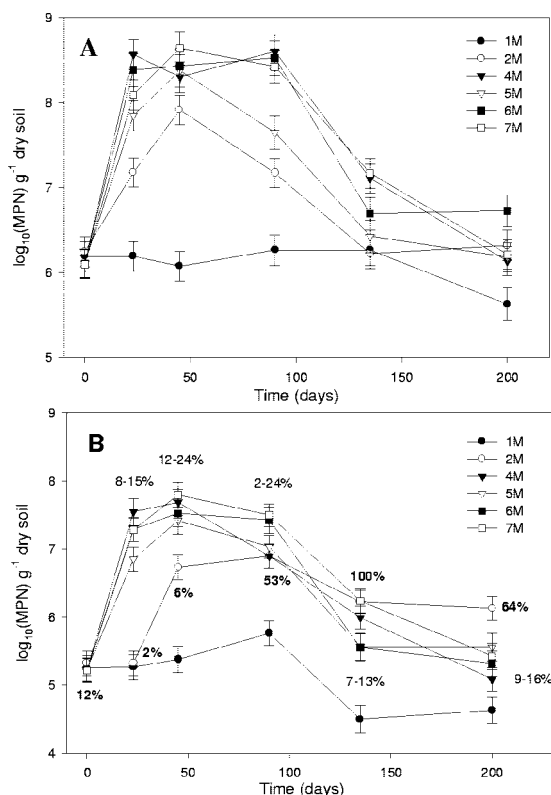 A
9
8
7
6
5
log10(MPN) g-1 dry soil
1M
2M
4M
5M
6M
7M
0
50
100
150
200
Time (days)
B
9
8
7
6
5
4
log10(MPN) g-1 dry soil
1M
2M
4M
5M
6M
7M
8-15%
12-24%
2-24%
53%
100%
6%
64%
2%
12%
7-13%
9-16%
0
50
100
150
200
Time (days)